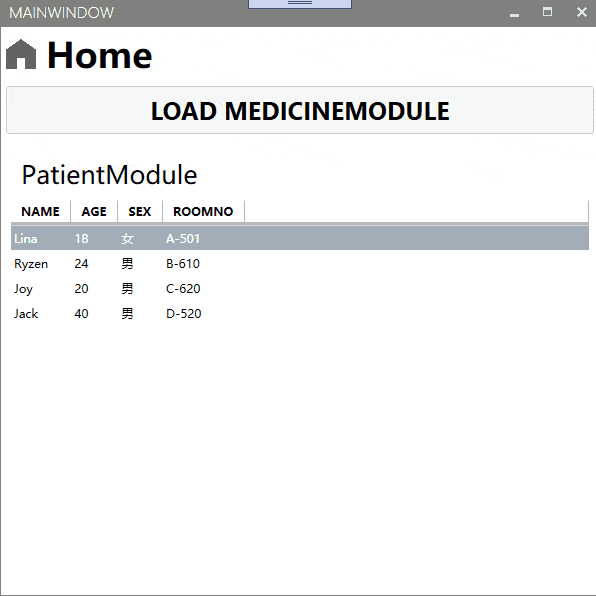 MAINWINDOW
Home
LOAD MEDICINEMODULE
PatientModule
NAME AGE SEX ROOMNO
Lina 18 女 A-501
Ryzen 24 男 B-610
Joy 20 男 C-620
Jack 40 男 D-520